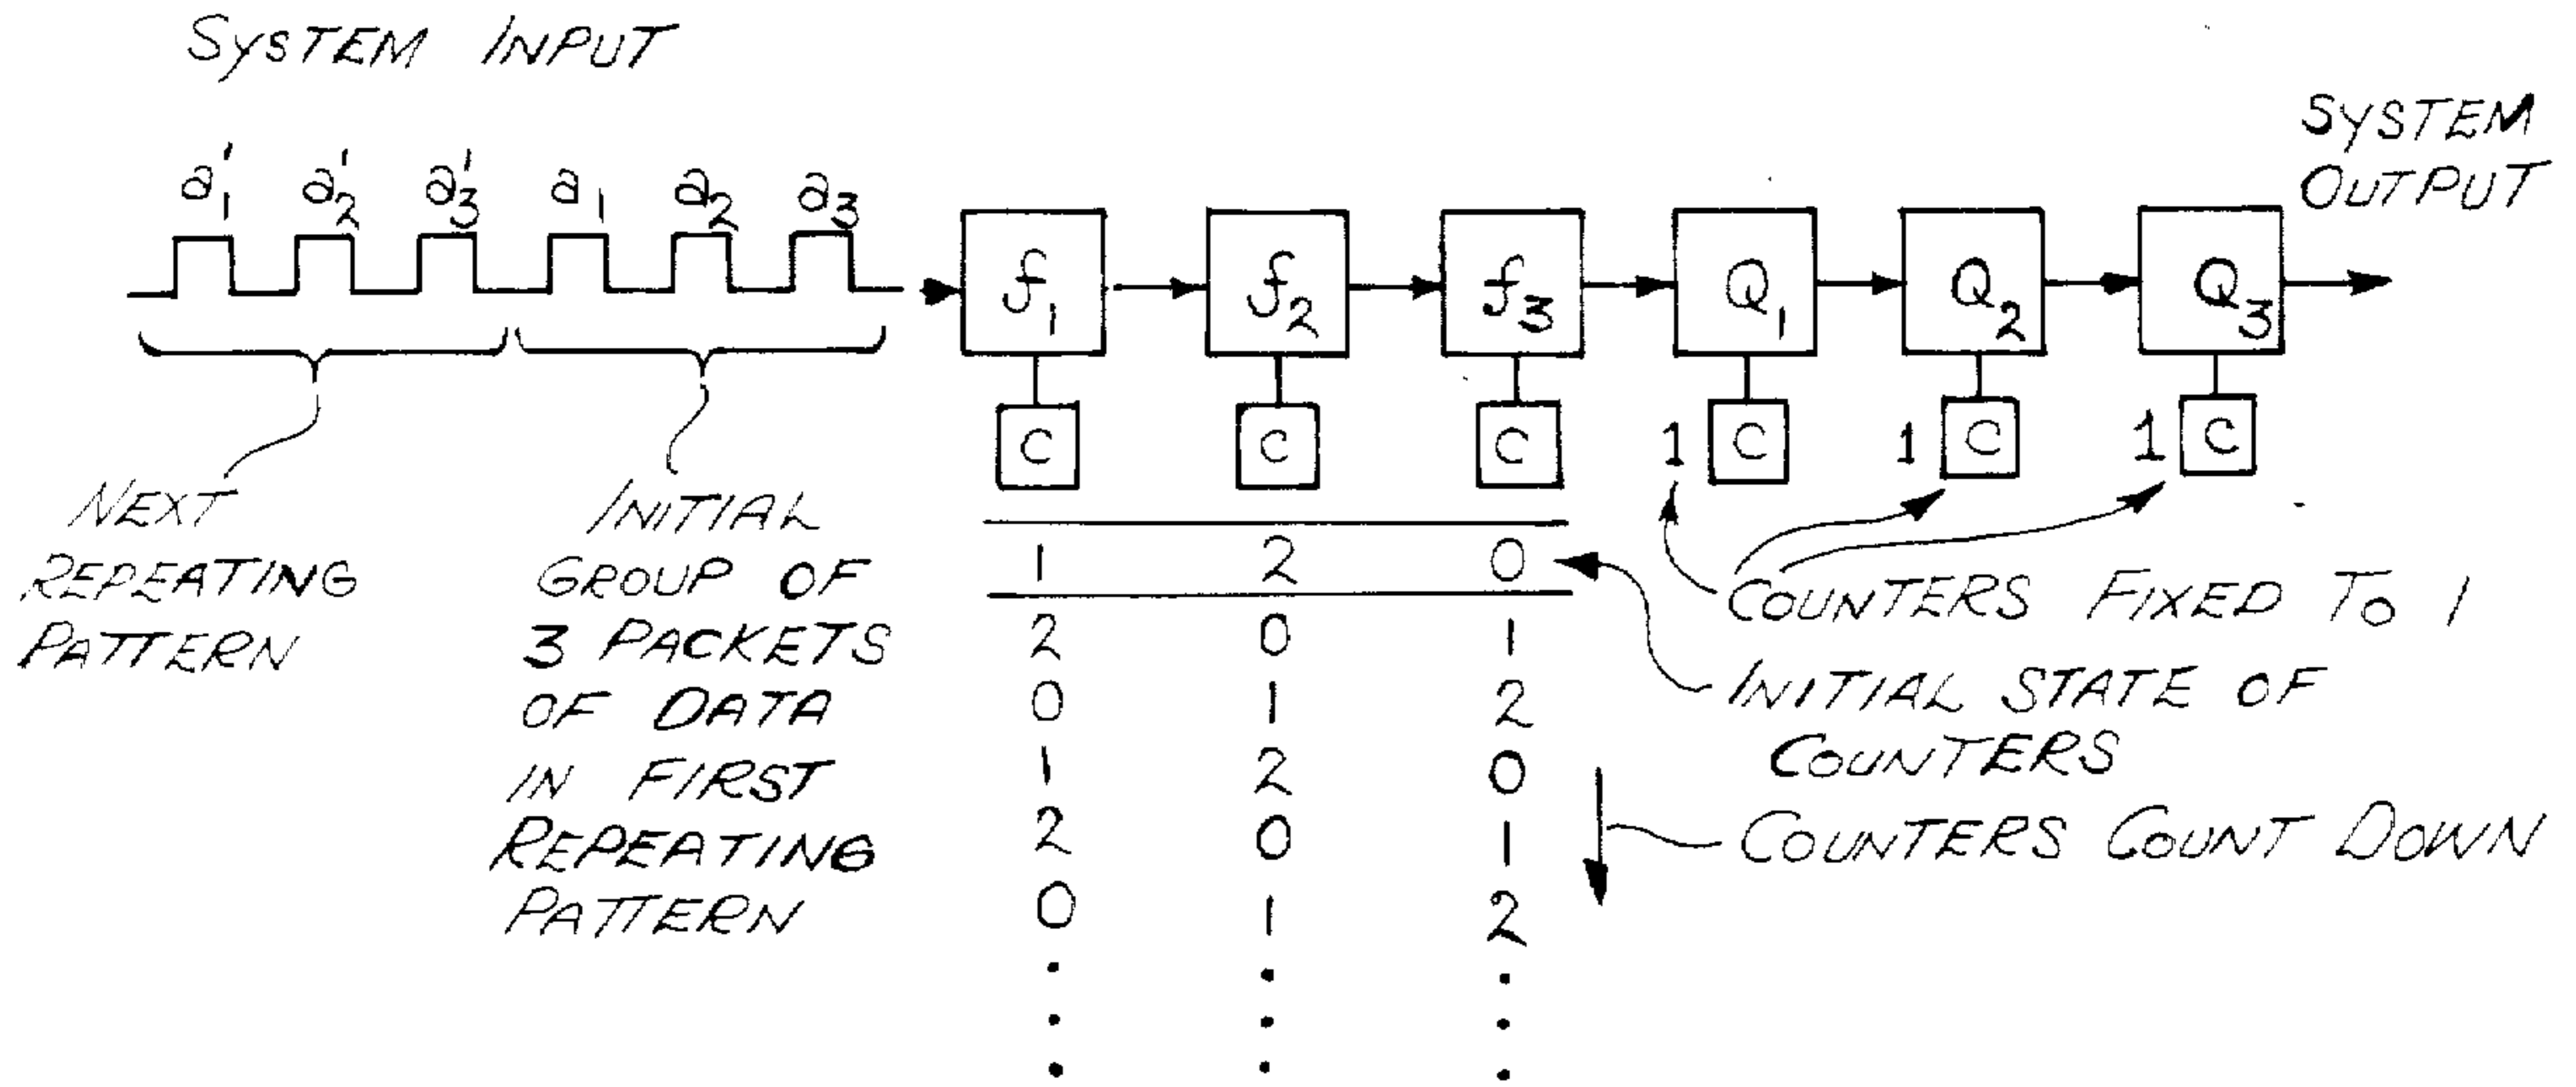 SYSTEM INPUT
SYSTEM
OUTPUT
a'1 a'2 a'3 a1 a2 a3
f1 f2 f3 Q1 Q2 Q3
C C C 1 C 1 C 1 C
NEXT
REPEATING
PATTERN
INITIAL
GROUP OF
3 PACKETS
OF DATA
IN FIRST
REPEATING
PATTERN
1 2 0
2 0 1
0 1 2
1 2 0
2 0 1
0 1 2
COUNTERS FIXED TO 1
INITIAL STATE OF
COUNTERS
COUNTERS COUNT DOWN